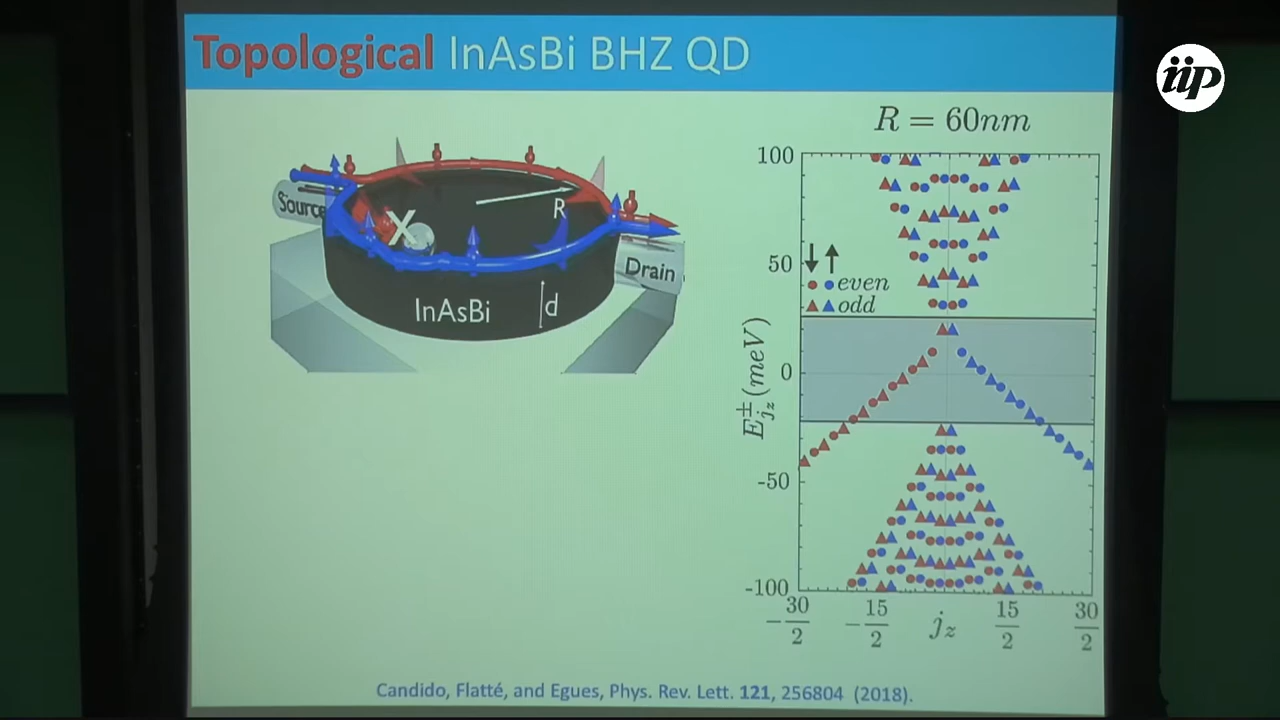 Topological InAsBi BHZ QD
iip
R = 60nm
Source
X
R
Drain
InAsBi
d
100
50
0
-50
-100
E^±_{j_z}(meV)
↓ ↑
even
odd
-30/2 -15/2 j_z 15/2 30/2
Candido, Flatté, and Egues, Phys. Rev. Lett. 121, 256804 (2018).